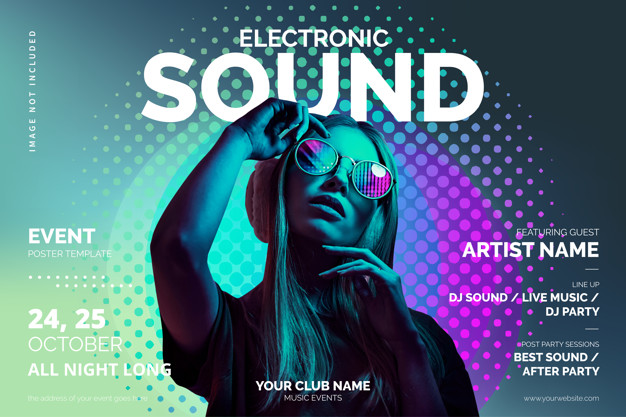 IMAGE NOT INCLUDED
ELECTRONIC
SOUND
EVENT
POSTER TEMPLATE
24, 25
OCTOBER
ALL NIGHT LONG
the address of your event goes here
FEATURING GUEST
ARTIST NAME
LINE UP
DJ SOUND / LIVE MUSIC /
DJ PARTY
POST PARTY SESSIONS
BEST SOUND /
AFTER PARTY
www.yourwebsite.com
YOUR CLUB NAME
MUSIC EVENTS